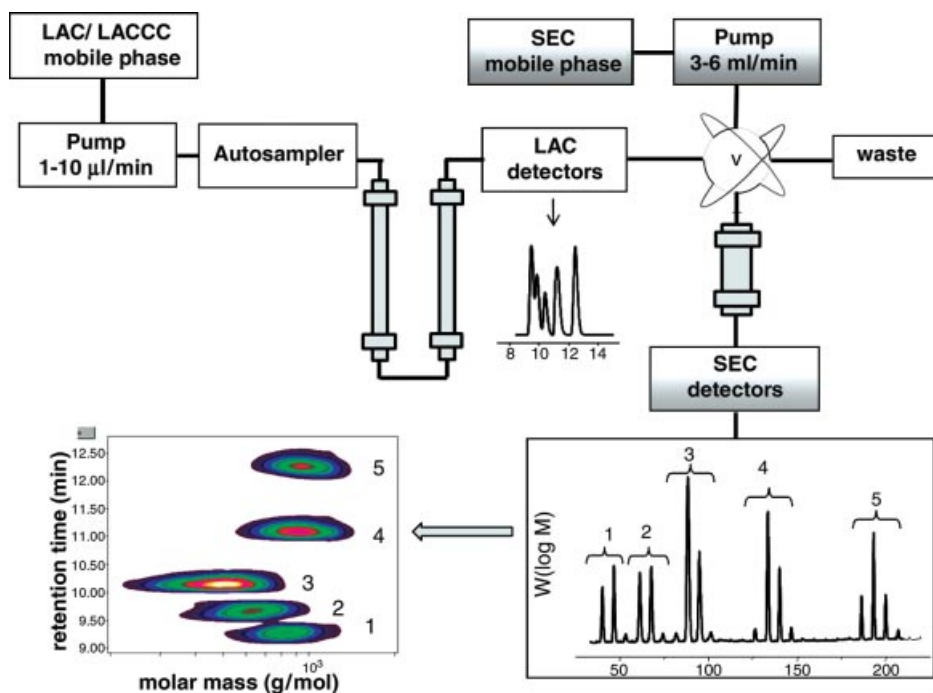 LAC/ LACCC
mobile phase
Pump
1-10 µl/min
Autosampler
LAC
detectors
8 10 12 14
SEC
mobile phase
Pump
3-6 ml/min
V
waste
SEC
detectors
12.50
12.00
11.50
11.00
10.50
10.00
9.50
9.00
retention time (min)
5
4
3
2
1
10³
molar mass (g/mol)
W(log M)
1
2
3
4
5
50 100 150 200